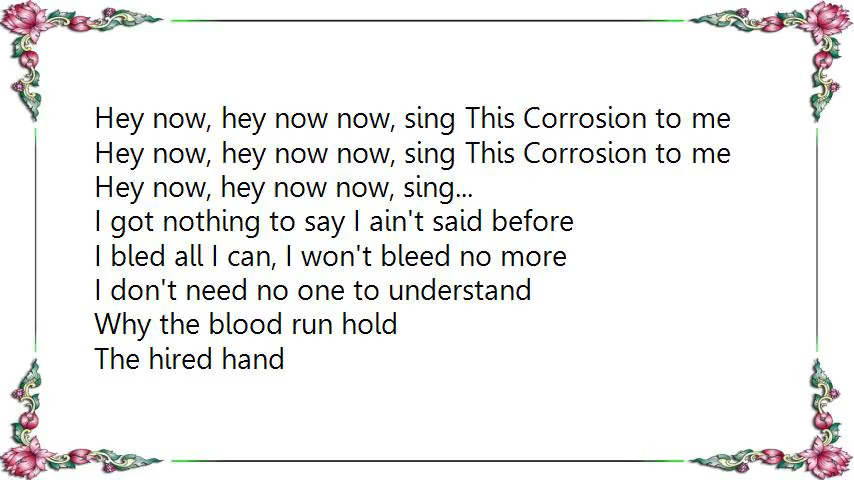 Hey now, hey now now, sing This Corrosion to me
Hey now, hey now now, sing This Corrosion to me
Hey now, hey now now, sing...
I got nothing to say I ain't said before
I bled all I can, I won't bleed no more
I don't need no one to understand
Why the blood run hold
The hired hand